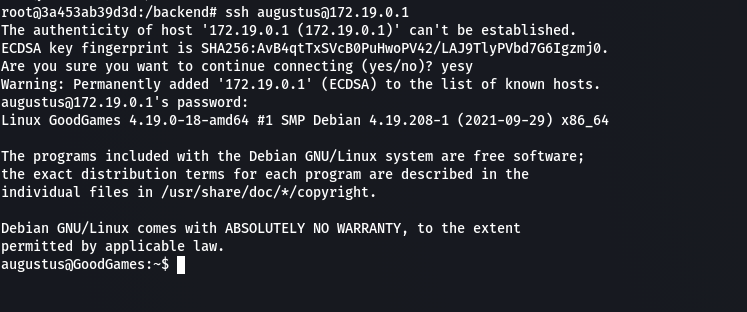 root@3a453ab39d3d:/backend# ssh augustus@172.19.0.1
The authenticity of host '172.19.0.1 (172.19.0.1)' can't be established.
ECDSA key fingerprint is SHA256:AvB4qtTxSVcB0PuHwoPV42/LAJ9TlyPVbd7G6Igzmj0.
Are you sure you want to continue connecting (yes/no)? yesy
Warning: Permanently added '172.19.0.1' (ECDSA) to the list of known hosts.
augustus@172.19.0.1's password:
Linux GoodGames 4.19.0-18-amd64 #1 SMP Debian 4.19.208-1 (2021-09-29) x86_64
The programs included with the Debian GNU/Linux system are free software;
the exact distribution terms for each program are described in the
individual files in /usr/share/doc/*/copyright.
Debian GNU/Linux comes with ABSOLUTELY NO WARRANTY, to the extent
permitted by applicable law.
augustus@GoodGames:~$